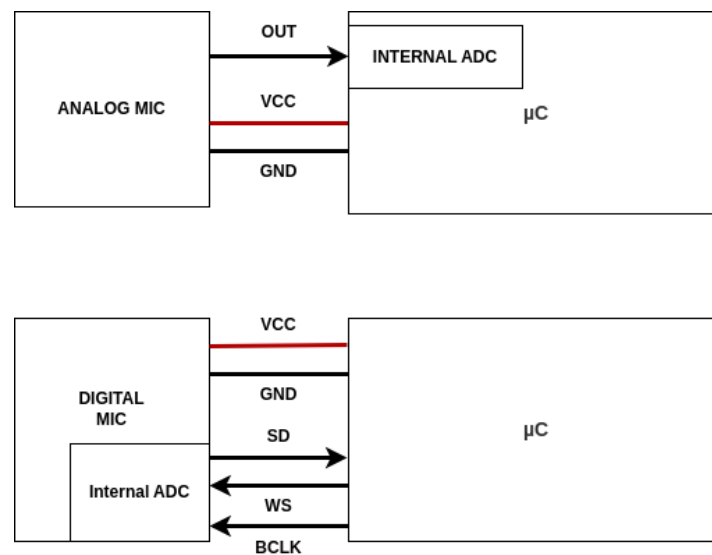 OUT
ANALOG MIC
INTERNAL ADC
VCC
µC
GND
VCC
DIGITAL
MIC
GND
SD
µC
Internal ADC
WS
BCLK